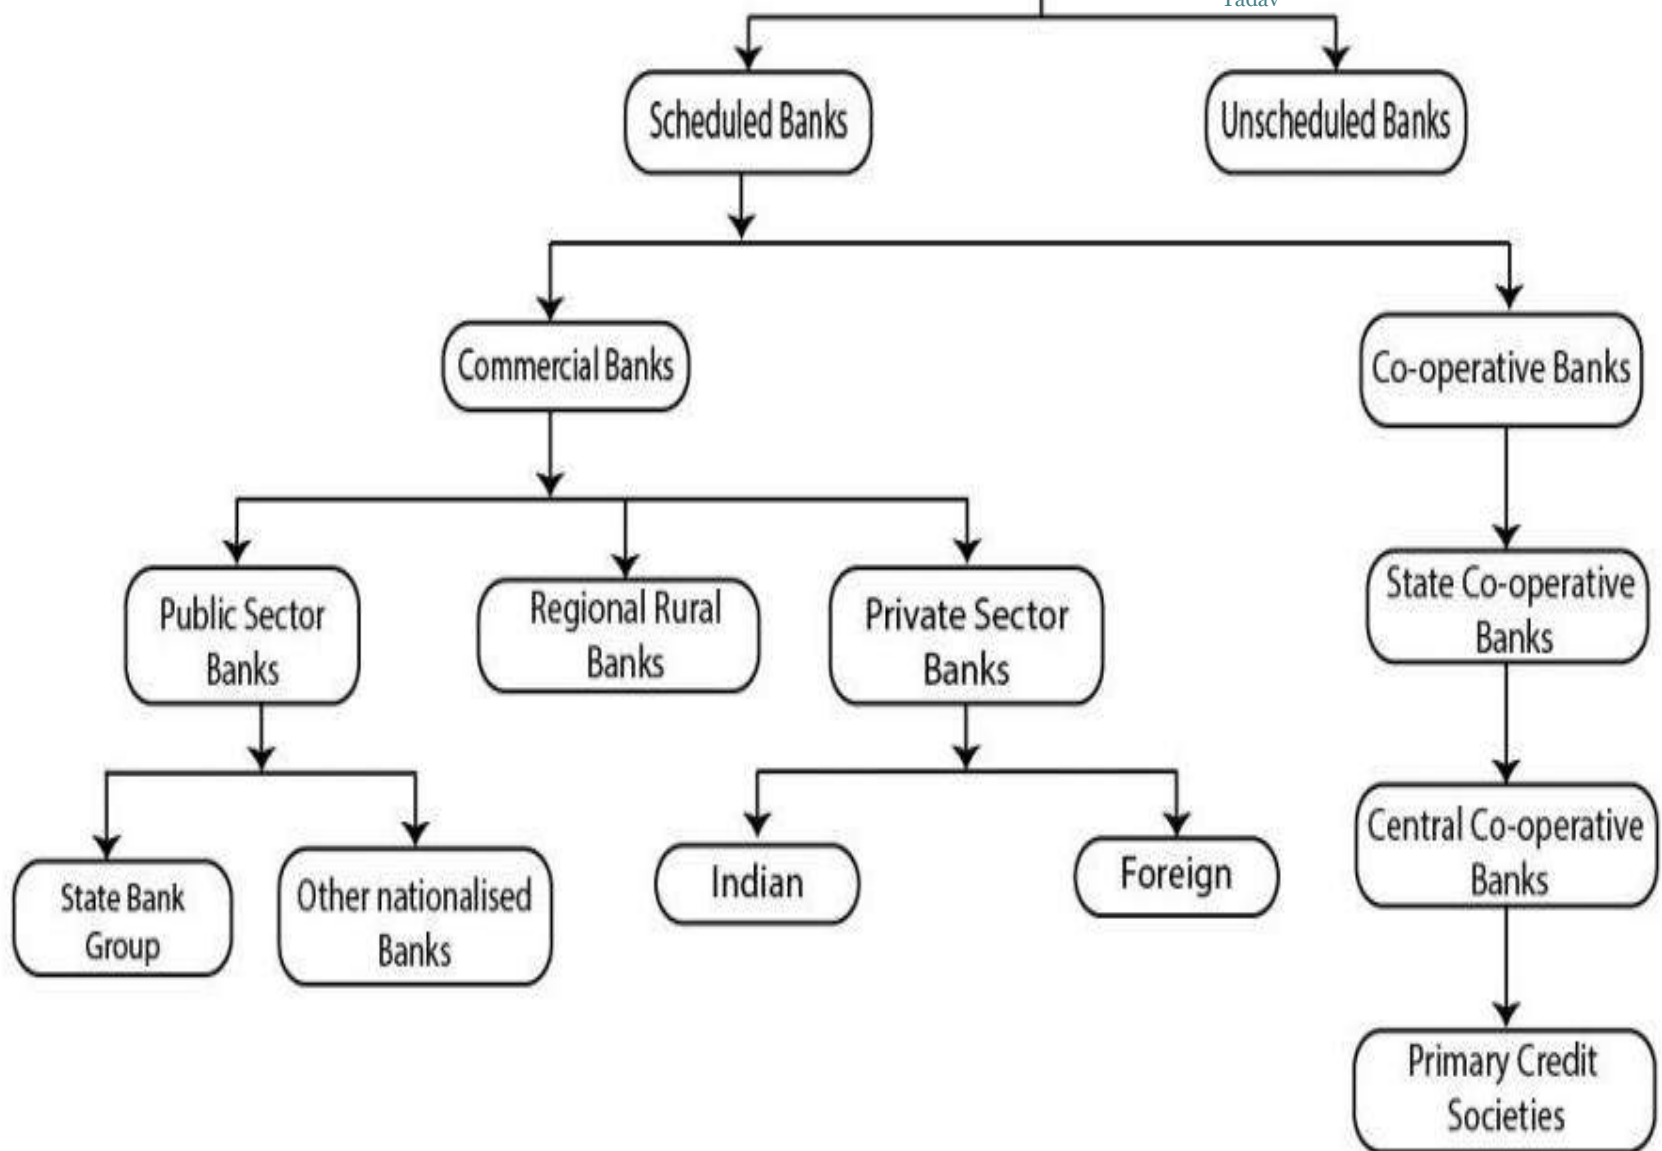 Yadav
Scheduled Banks
Unscheduled Banks
Commercial Banks
Co-operative Banks
Public Sector
Banks
Regional Rural
Banks
Private Sector
Banks
State Co-operative
Banks
State Bank
Group
Other nationalised
Banks
Indian
Foreign
Central Co-operative
Banks
Primary Credit
Societies